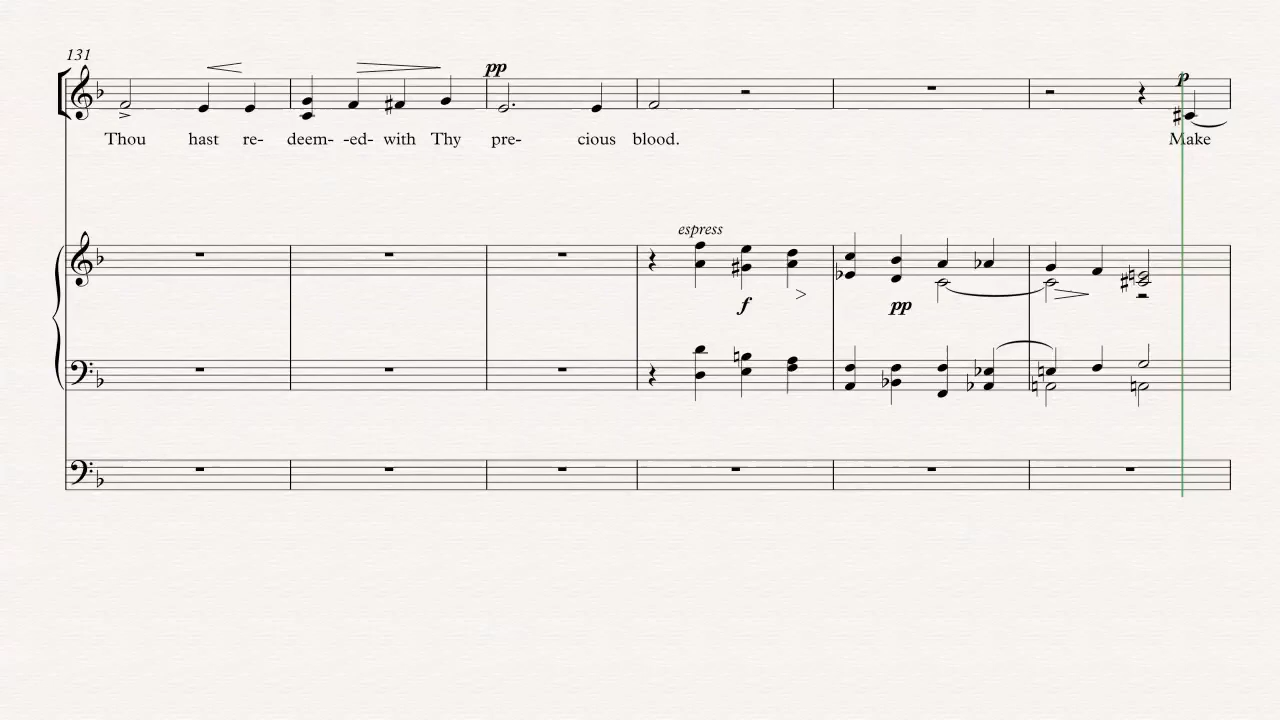 131
pp
p
Thou hast re- deem- -ed- with Thy pre- cious blood. Make
espress
f
pp